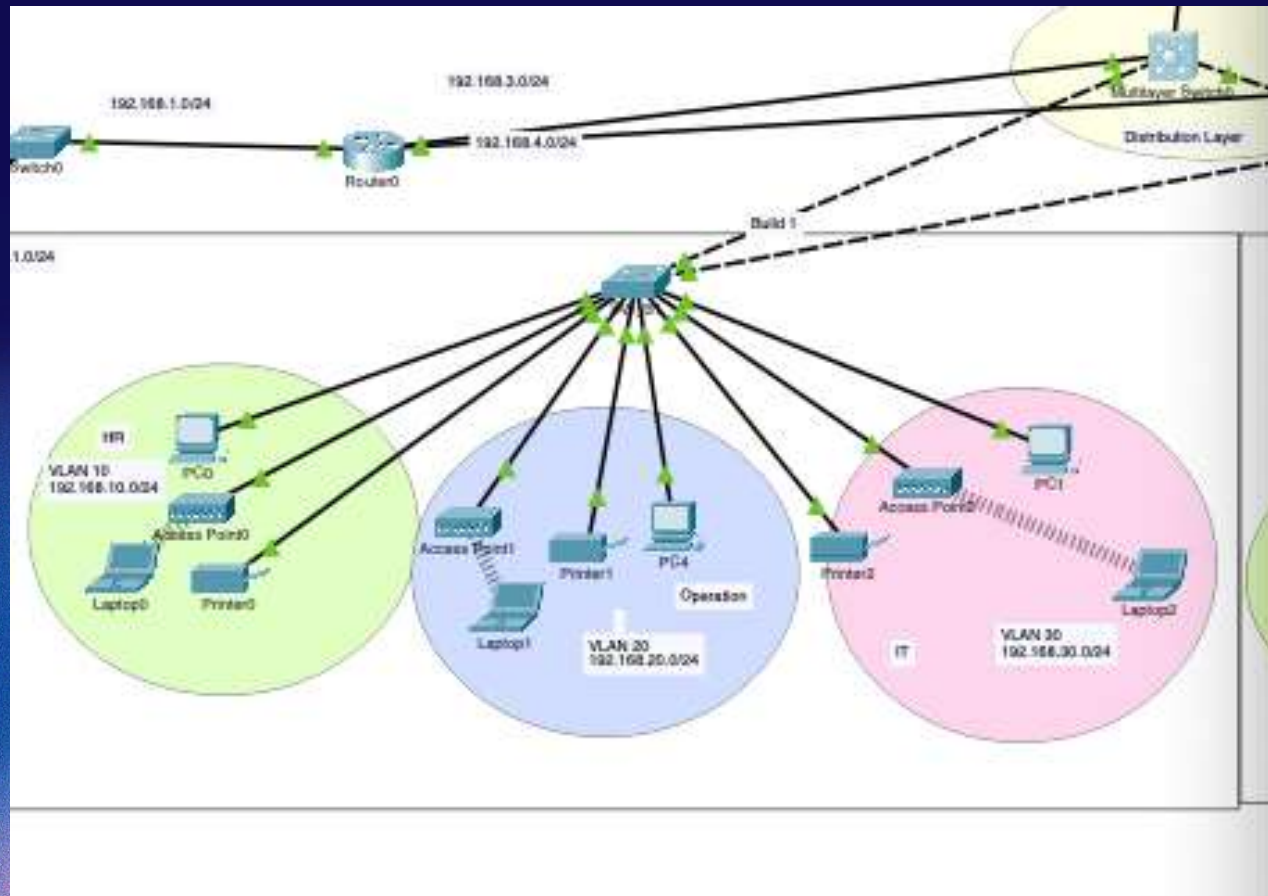 192.168.3.0/24
192.168.1.0/24
192.168.4.0/24
Multilayer Switch0
Distribution Layer
Switch0
Router0
Build 1
.1.0/24
HR
VLAN 10
192.168.10.0/24
PC0
Access Point0
Laptop0
Printer0
Access Point1
Printer1
PC4
Operation
Laptop1
VLAN 20
192.168.20.0/24
Printer2
Access Point2
PC1
Laptop2
IT
VLAN 30
192.168.30.0/24